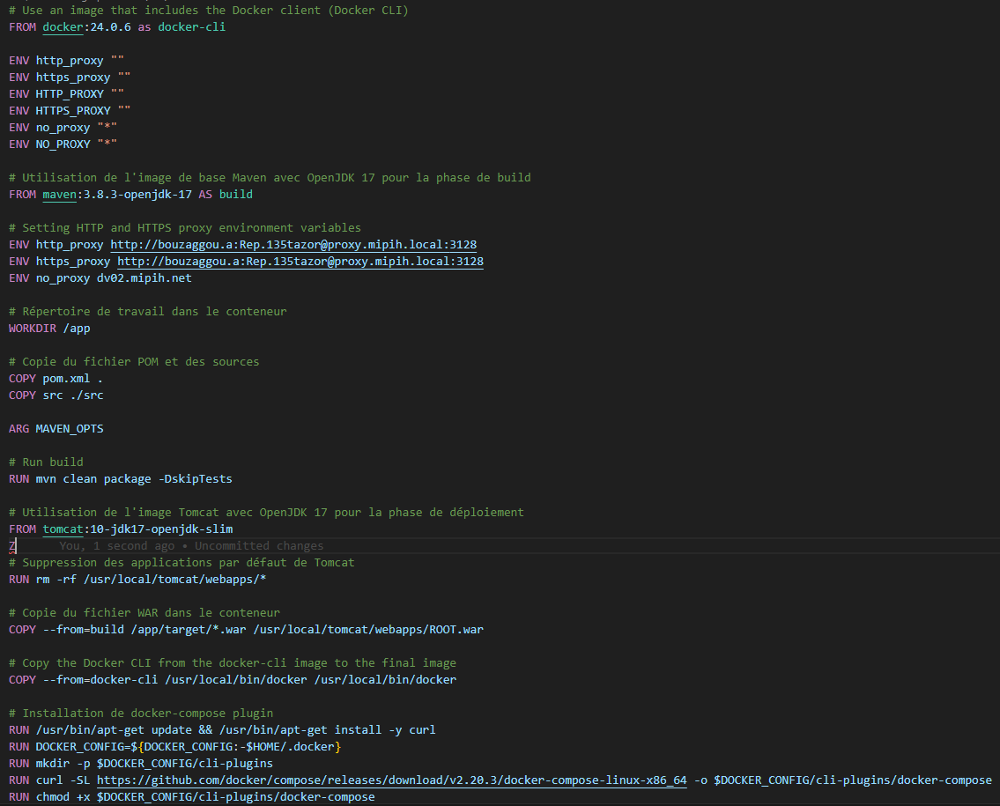 # Use an image that includes the Docker client (Docker CLI)
FROM docker:24.0.6 as docker-cli
ENV http_proxy ""
ENV https_proxy ""
ENV HTTP_PROXY ""
ENV HTTPS_PROXY ""
ENV no_proxy "*"
ENV NO_PROXY "*"
# Utilisation de l'image de base Maven avec OpenJDK 17 pour la phase de build
FROM maven:3.8.3-openjdk-17 AS build
# Setting HTTP and HTTPS proxy environment variables
ENV http_proxy http://bouzaggou.a:Rep.135tazor@proxy.mipih.local:3128
ENV https_proxy http://bouzaggou.a:Rep.135tazor@proxy.mipih.local:3128
ENV no_proxy dv02.mipih.net
# Répertoire de travail dans le conteneur
WORKDIR /app
# Copie du fichier POM et des sources
COPY pom.xml .
COPY src ./src
ARG MAVEN_OPTS
# Run build
RUN mvn clean package -DskipTests
# Utilisation de l'image Tomcat avec OpenJDK 17 pour la phase de déploiement
FROM tomcat:10-jdk17-openjdk-slim
Z You, 1 second ago • Uncommitted changes
# Suppression des applications par défaut de Tomcat
RUN rm -rf /usr/local/tomcat/webapps/*
# Copie du fichier WAR dans le conteneur
COPY --from=build /app/target/*.war /usr/local/tomcat/webapps/ROOT.war
# Copy the Docker CLI from the docker-cli image to the final image
COPY --from=docker-cli /usr/local/bin/docker /usr/local/bin/docker
# Installation de docker-compose plugin
RUN /usr/bin/apt-get update && /usr/bin/apt-get install -y curl
RUN DOCKER_CONFIG=${DOCKER_CONFIG:-$HOME/.docker}
RUN mkdir -p $DOCKER_CONFIG/cli-plugins
RUN curl -SL https://github.com/docker/compose/releases/download/v2.20.3/docker-compose-linux-x86_64 -o $DOCKER_CONFIG/cli-plugins/docker-compose
RUN chmod +x $DOCKER_CONFIG/cli-plugins/docker-compose